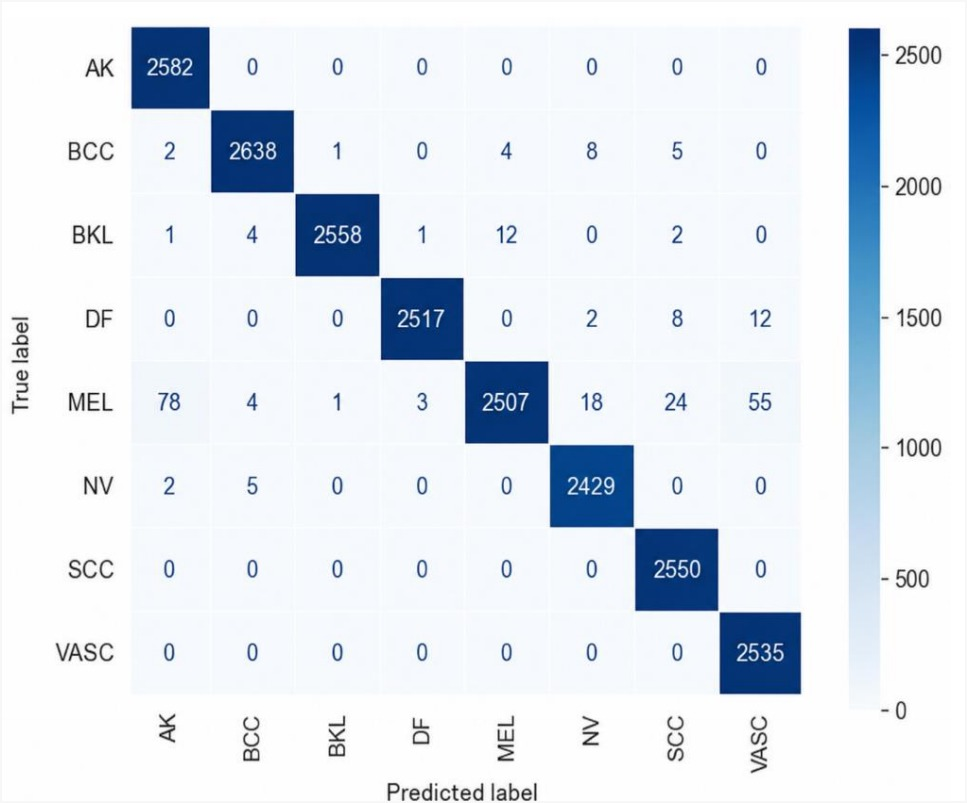 AK 2582 0 0 0 0 0 0 0
BCC 2 2638 1 0 4 8 5 0
BKL 1 4 2558 1 12 0 2 0
DF 0 0 0 2517 0 2 8 12
MEL 78 4 1 3 2507 18 24 55
NV 2 5 0 0 0 2429 0 0
SCC 0 0 0 0 0 0 2550 0
VASC 0 0 0 0 0 0 0 2535
AK BCC BKL DF MEL NV SCC VASC
Predicted label
True label
2500
2000
1500
1000
500
0